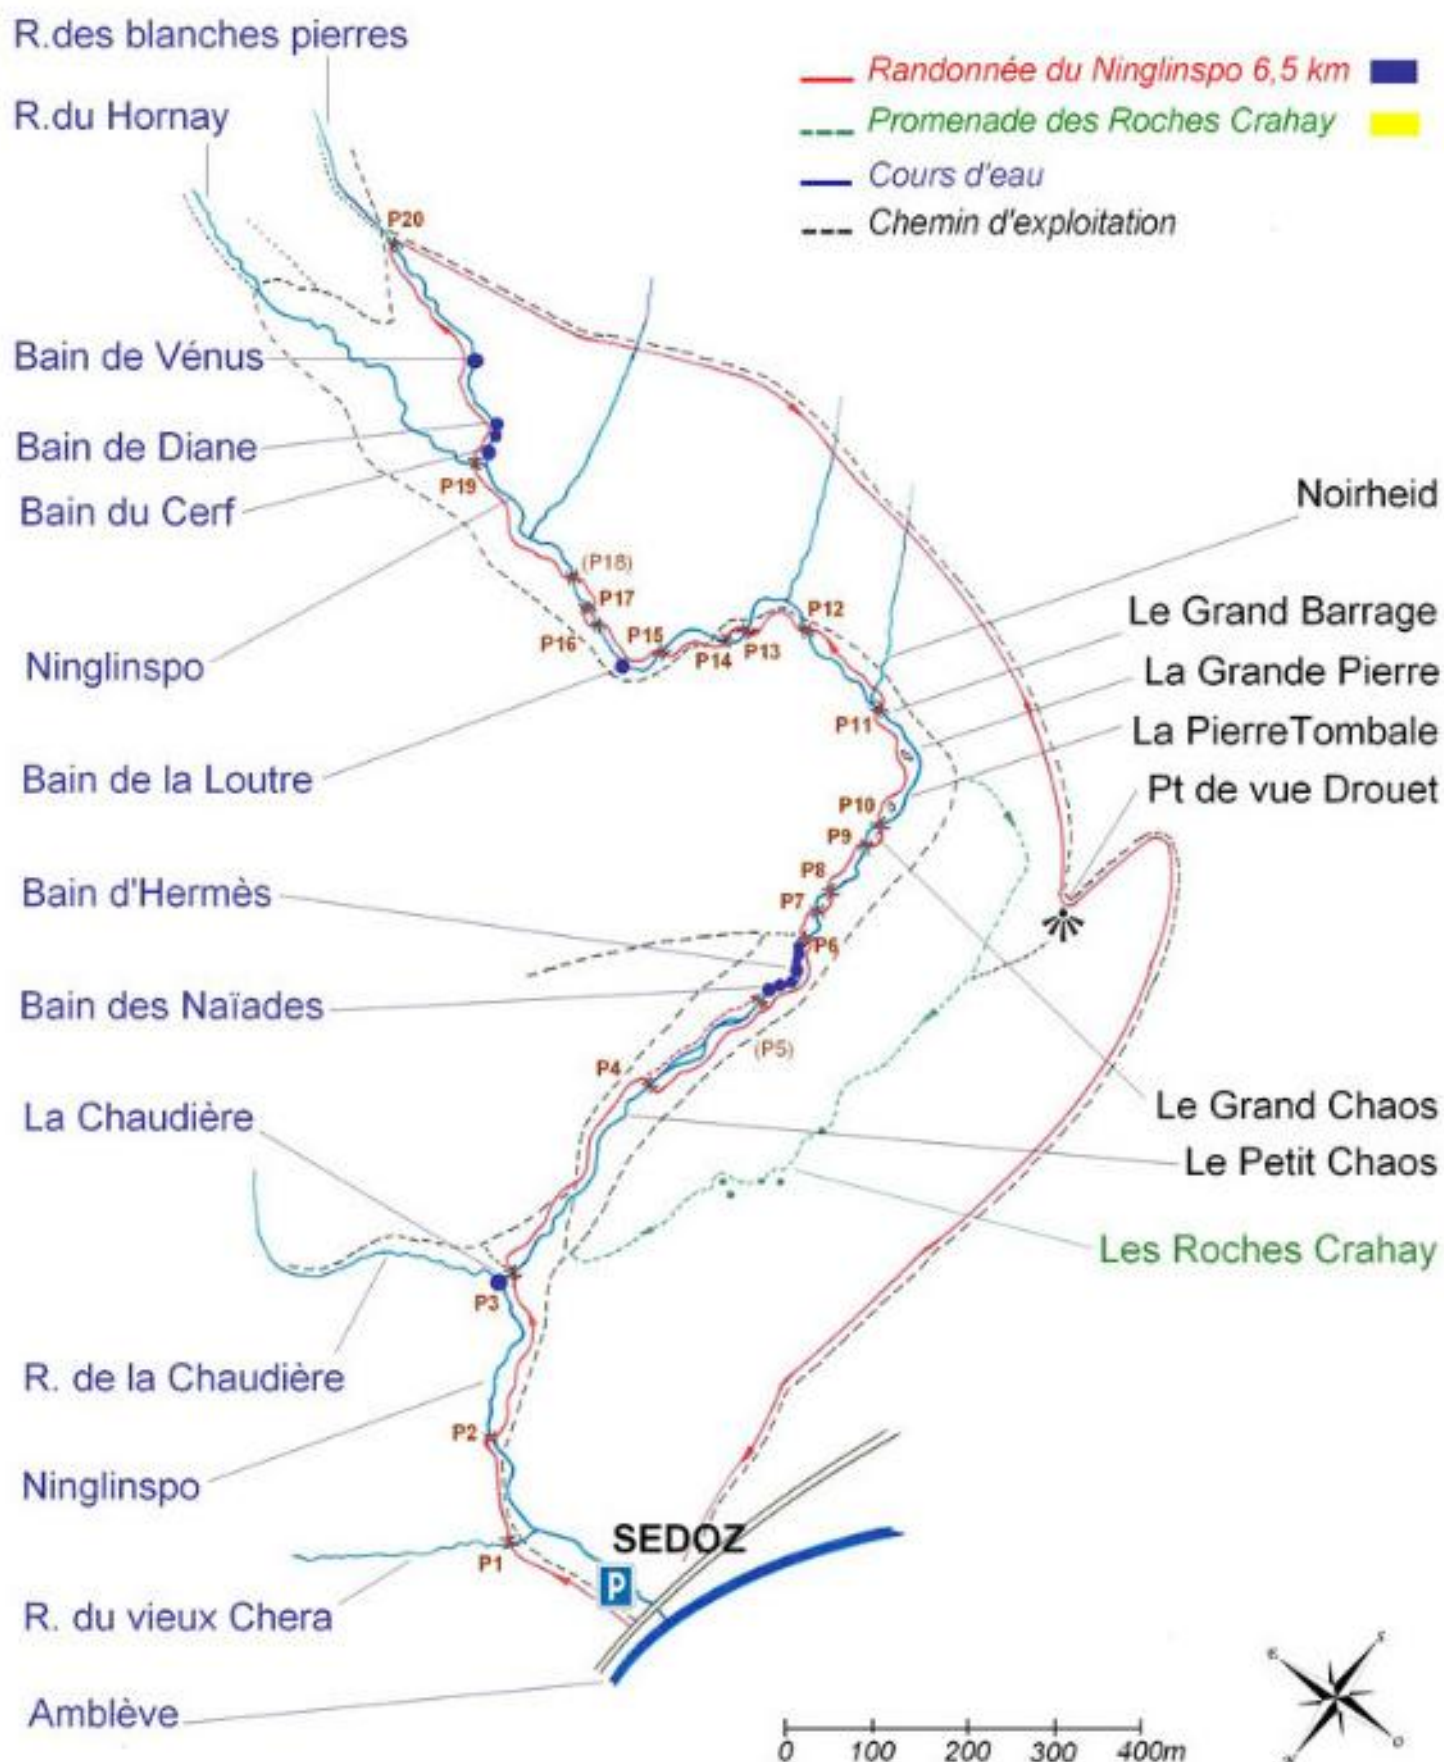 R.des blanches pierres
R.du Hornay
Randonnée du Ninglinspo 6,5 km
Promenade des Roches Crahay
Cours d'eau
Chemin d'exploitation
P20
Bain de Vénus
Bain de Diane
P19
Bain du Cerf
Noirheid
(P18)
P17
P12
Le Grand Barrage
P16
P15
P14
P13
Ninglinspo
La Grande Pierre
P11
La PierreTombale
Bain de la Loutre
Pt de vue Drouet
P10
P9
P8
Bain d'Hermès
P7
P6
Bain des Naïades
(P5)
P4
Le Grand Chaos
La Chaudière
Le Petit Chaos
Les Roches Crahay
P3
R. de la Chaudière
P2
Ninglinspo
SEDOZ
P1
P
R. du vieux Chera
Amblève
E
S
O
0 100 200 300 400m